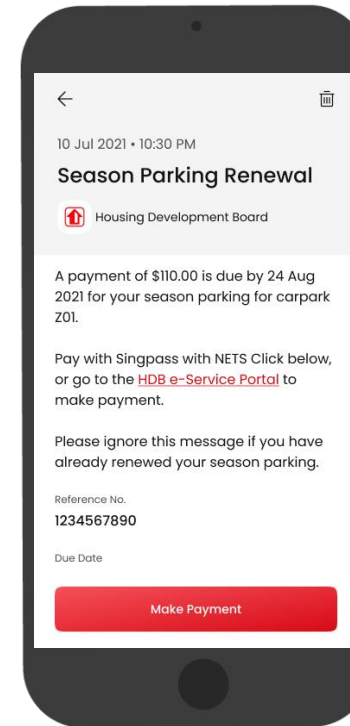 10 Jul 2021 • 10:30 PM
Season Parking Renewal
Housing Development Board
A payment of $110.00 is due by 24 Aug
2021 for your season parking for carpark
Z01.
Pay with Singpass with NETS Click below,
or go to the HDB e-Service Portal to
make payment.
Please ignore this message if you have
already renewed your season parking.
Reference No.
1234567890
Due Date
Make Payment